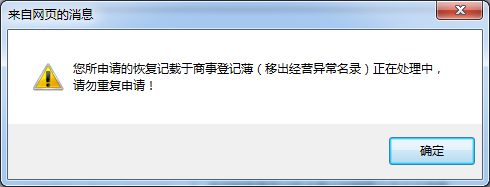 来自网页的消息
您所申请的恢复记载于商事登记薄（移出经营异常名录）正在处理中，
请勿重复申请！
确定